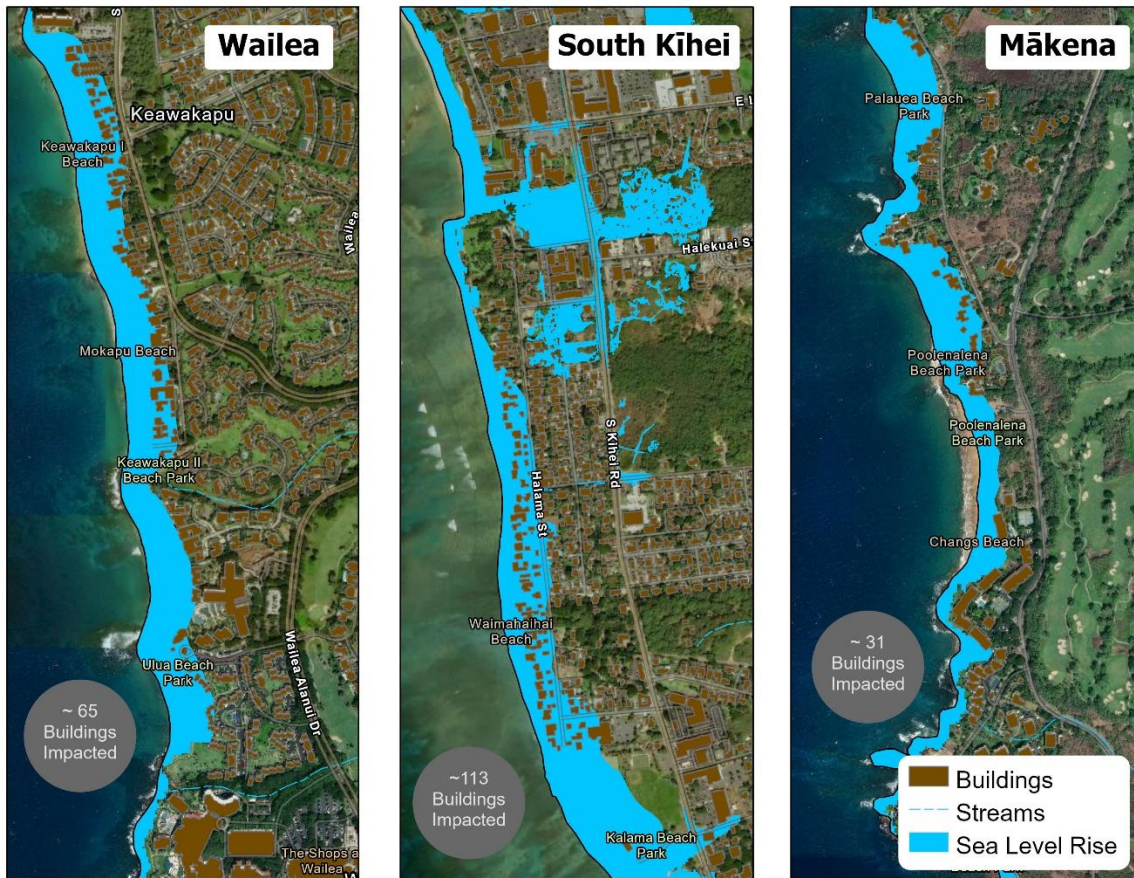 Wailea
S
Keawakapu
Keawakapu I
Beach
Wailea
Mokapu Beach
Keawakapu II
Beach Park
Wailea Alanui Dr
Ulua Beach
Park
~ 65
Buildings
Impacted
The Shops a
Wailea
South Kīhei
E l
Halekuai S
S Kihei Rd
Halama St
Waimahaihai
Beach
~113
Buildings
Impacted
Kalama Beach
Park
Mākena
Palauea Beach
Park
Poolenalena
Beach Park
Poolenalena
Beach Park
Changs Beach
~ 31
Buildings
Impacted
Buildings
Streams
Sea Level Rise